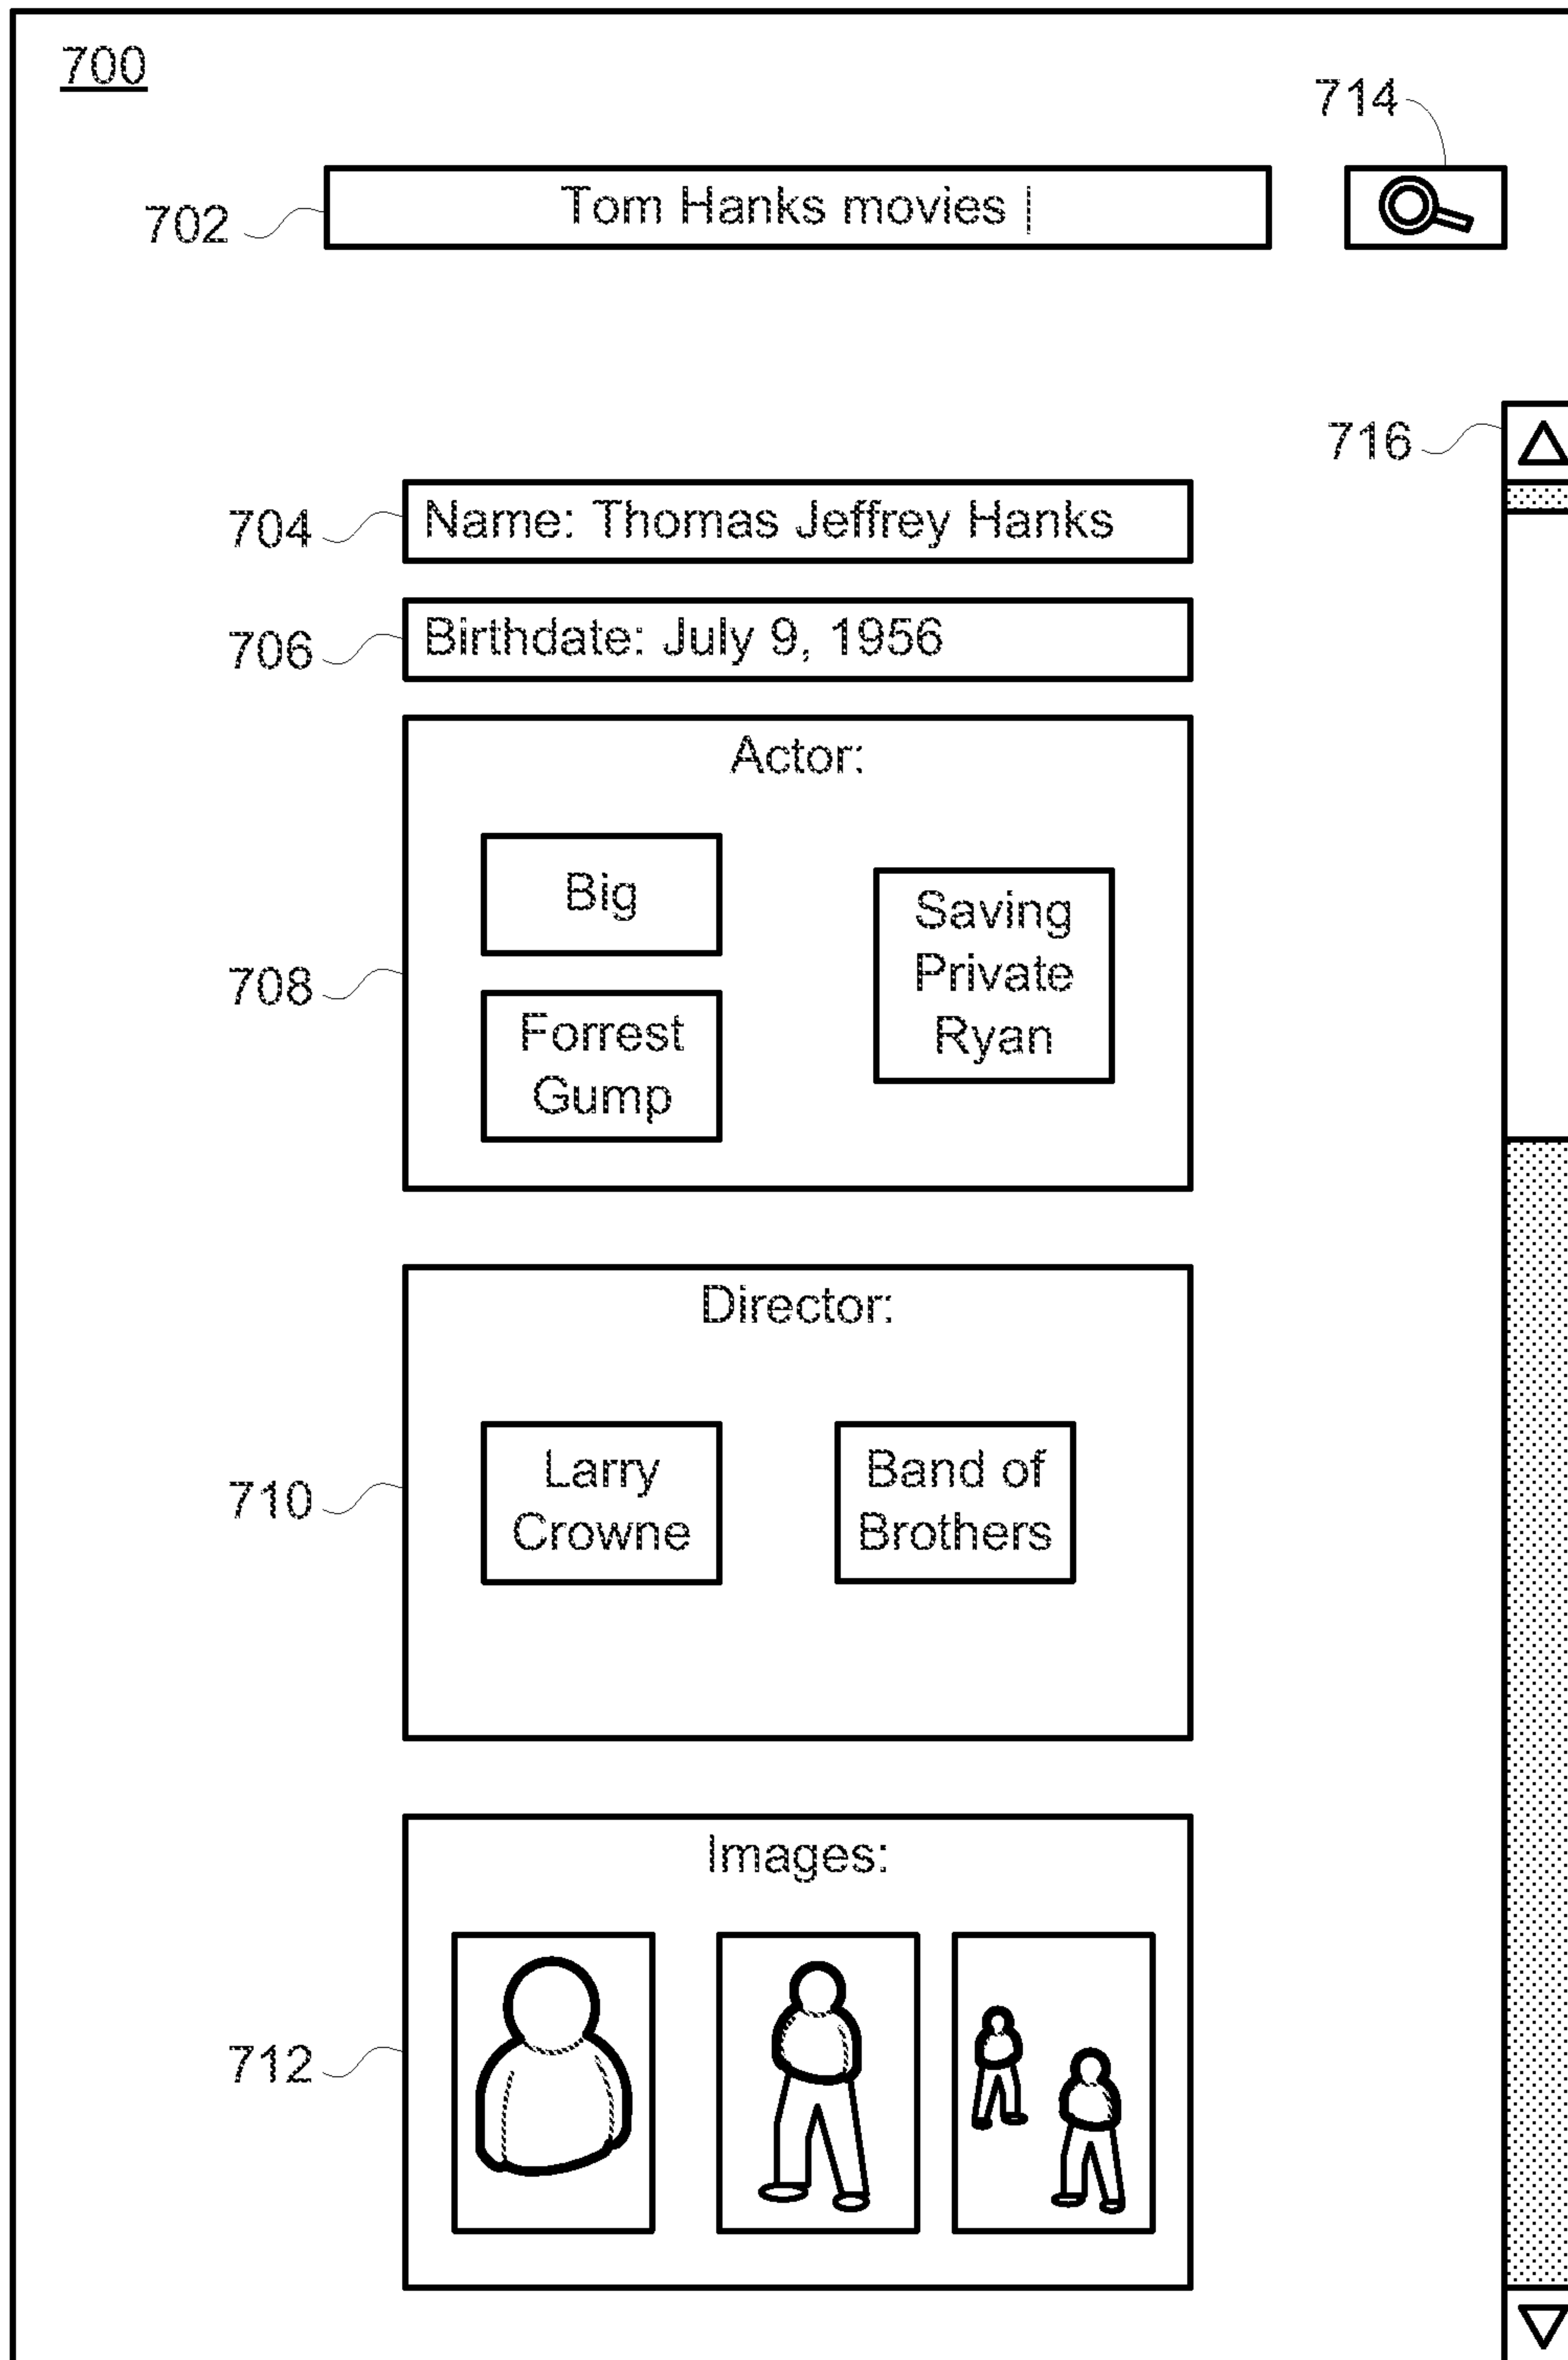 700
714
702
Tom Hanks movies
716
704
Name: Thomas Jeffrey Hanks
706
Birthdate: July 9, 1956
708
Actor:
Big
Forrest
Gump
Saving
Private
Ryan
710
Director:
Larry
Crowne
Band of
Brothers
712
Images: